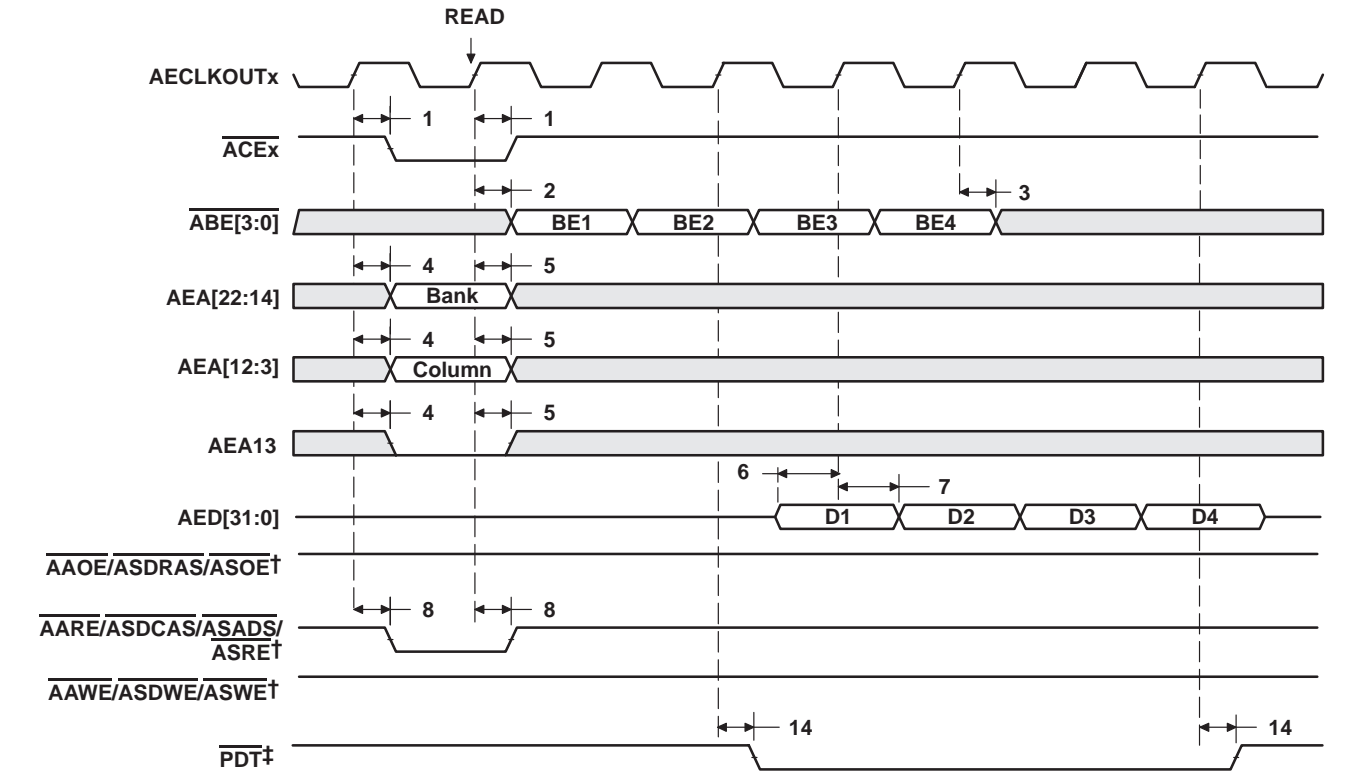 READ
AECLKOUTx
1 1
ACEx
2 3
ABE[3:0] BE1 BE2 BE3 BE4
4 5
AEA[22:14] Bank
4 5
AEA[12:3] Column
4 5
AEA13
6 7
AED[31:0] D1 D2 D3 D4
AAOE/ASDRAS/ASOE†
8 8
AARE/ASDCAS/ASADS/
ASRE†
AAWE/ASDWE/ASWE†
14 14
PDT‡